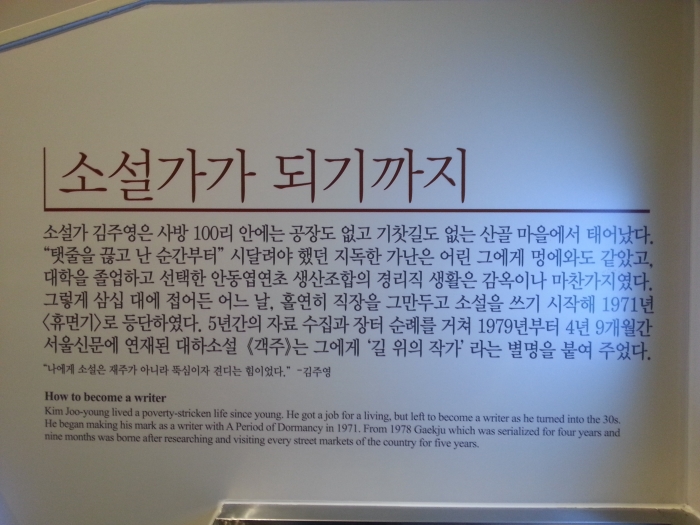 소설가가 되기까지
소설가 김주영은 사방 100리 안에는 공장도 없고 기찻길도 없는 산골 마을에서 태어났다.
“탯줄을 끊고 난 순간부터” 시달려야 했던 지독한 가난은 어린 그에게 멍에와도 같았고,
대학을 졸업하고 선택한 안동엽연초 생산조합의 경리직 생활은 감옥이나 마찬가지였다.
그렇게 삼십 대에 접어든 어느 날, 홀연히 직장을 그만두고 소설을 쓰기 시작해 1971년
〈휴면기〉로 등단하였다. 5년간의 자료 수집과 장터 순례를 거쳐 1979년부터 4년 9개월간
서울신문에 연재된 대하소설 《객주》는 그에게 ‘길 위의 작가’ 라는 별명을 붙여 주었다.
“나에게 소설은 재주가 아니라 뚝심이자 견디는 힘이었다.” -김주영
How to become a writer
Kim Joo-young lived a poverty-stricken life since young. He got a job for a living, but left to become a writer as he turned into the 30s.
He began making his mark as a writer with A Period of Dormancy in 1971. From 1978 Gaekju which was serialized for four years and
nine months was borne after researching and visiting every street markets of the country for five years.